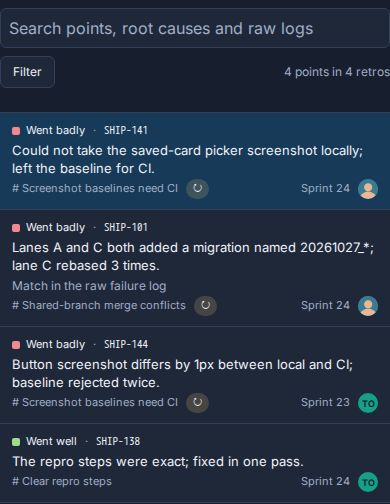 Search points, root causes and raw logs
Filter
4 points in 4 retros
Went badly · SHIP-141
Could not take the saved-card picker screenshot locally;
left the baseline for CI.
# Screenshot baselines need CI
Sprint 24
Went badly · SHIP-101
Lanes A and C both added a migration named 20261027_*;
lane C rebased 3 times.
Match in the raw failure log
# Shared-branch merge conflicts
Sprint 24
Went badly · SHIP-144
Button screenshot differs by 1px between local and CI;
baseline rejected twice.
# Screenshot baselines need CI
Sprint 23 TO
Went well · SHIP-138
The repro steps were exact; fixed in one pass.
# Clear repro steps
Sprint 24 TO